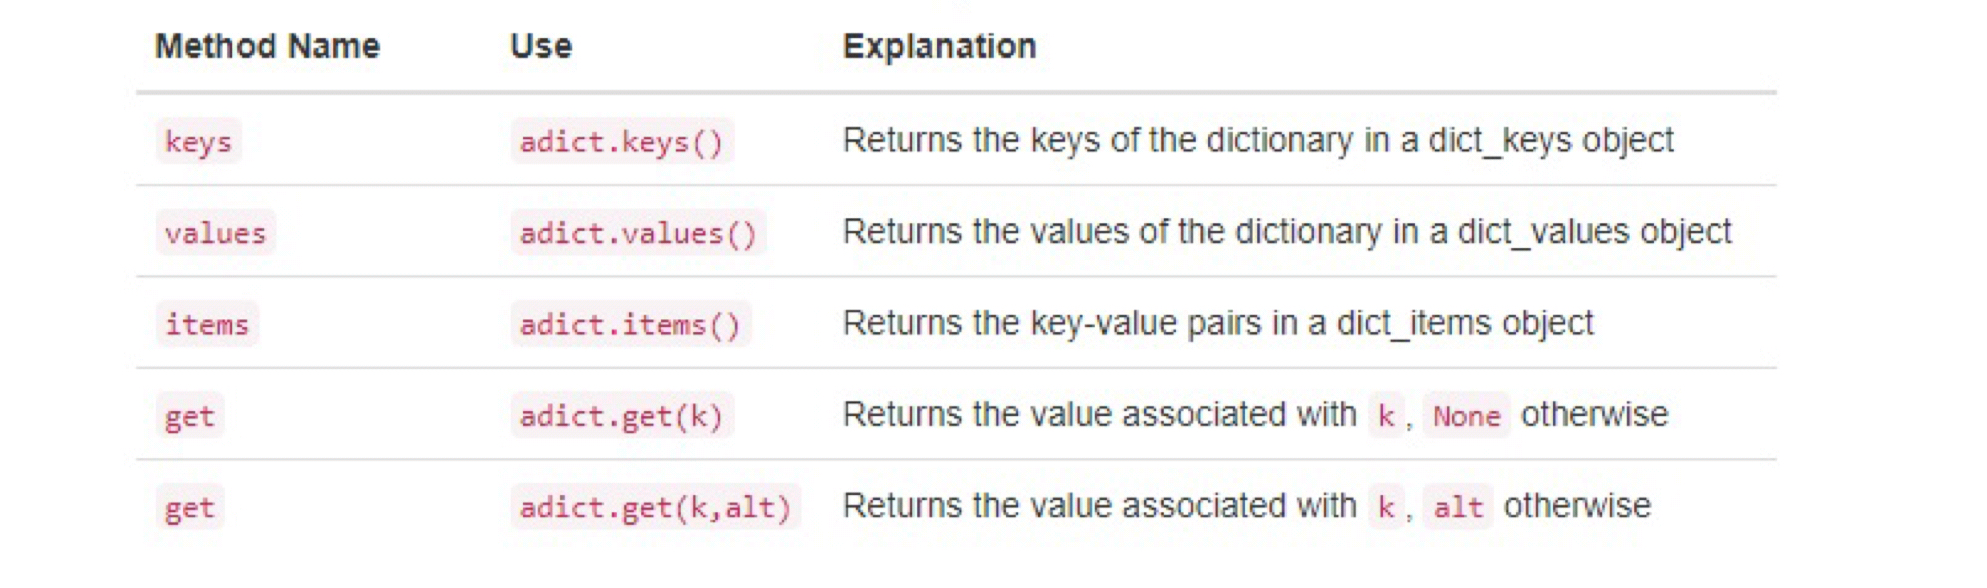 Method Name Use Explanation
keys adict.keys() Returns the keys of the dictionary in a dict_keys object
values adict.values() Returns the values of the dictionary in a dict_values object
items adict.items() Returns the key-value pairs in a dict_items object
get adict.get(k) Returns the value associated with k, None otherwise
get adict.get(k,alt) Returns the value associated with k, alt otherwise